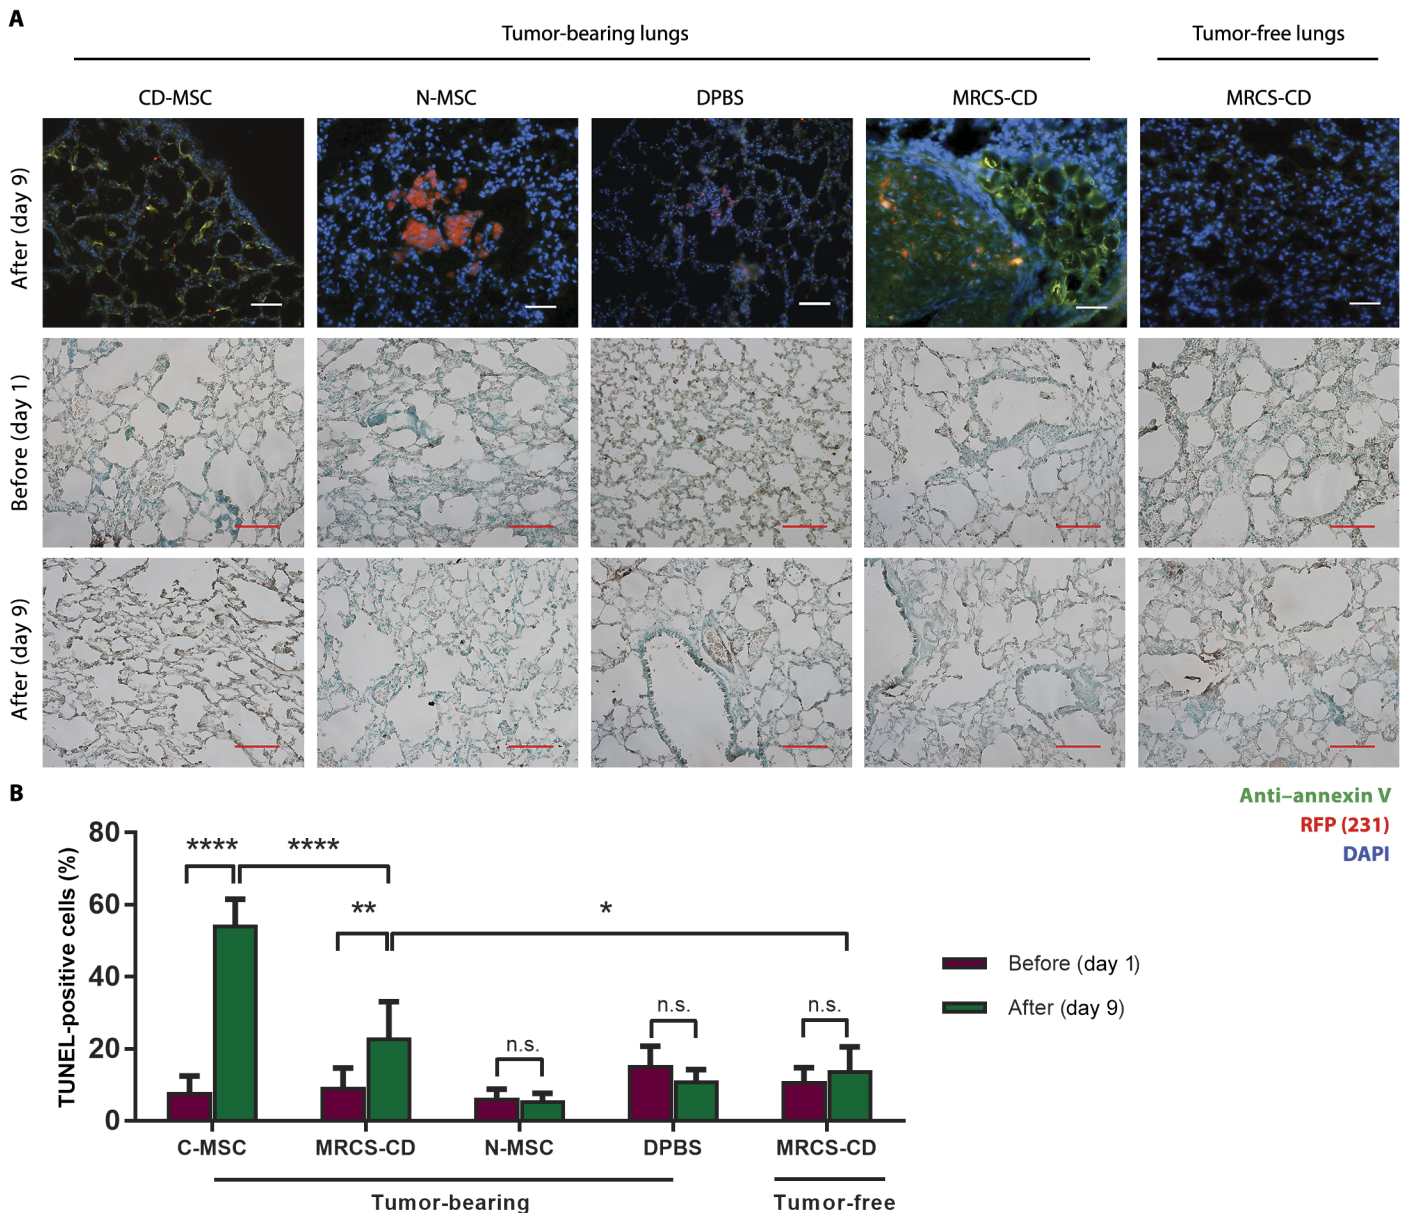 A
Tumor-bearing lungs
Tumor-free lungs
CD-MSC
N-MSC
DPBS
MRCS-CD
MRCS-CD
After (day 9)
Before (day 1)
After (day 9)
B
Anti–annexin V
RFP (231)
DAPI
TUNEL-positive cells (%)
80
60
40
20
0
****
****
**
*
n.s.
n.s.
n.s.
Before (day 1)
After (day 9)
C-MSC
MRCS-CD
N-MSC
DPBS
MRCS-CD
Tumor-bearing
Tumor-free